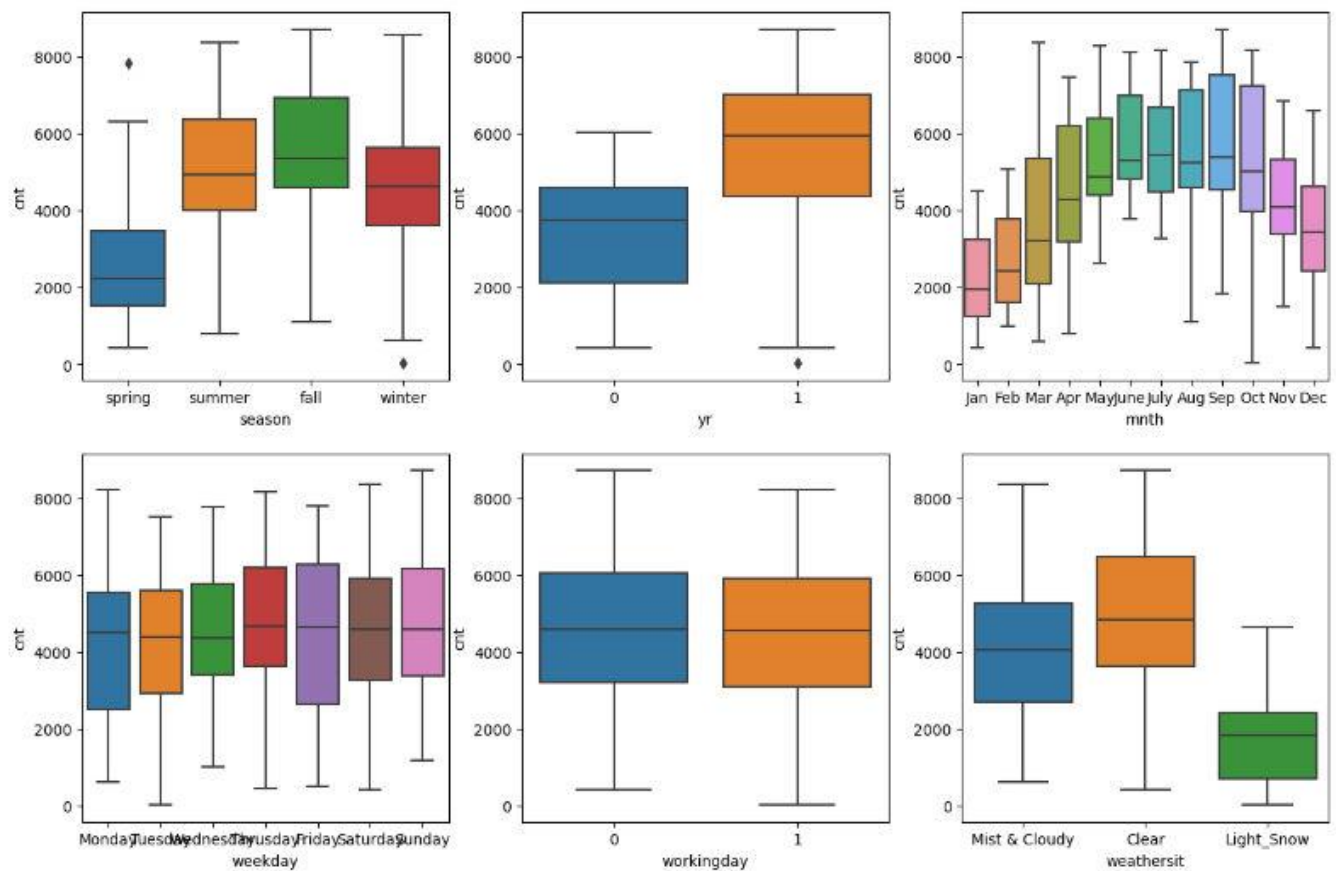 8000
6000
4000
2000
0
cnt
spring summer fall winter
season
8000
6000
4000
2000
0
cnt
0 1
yr
8000
6000
4000
2000
0
cnt
Jan Feb Mar Apr May June July Aug Sep Oct Nov Dec
mnth
8000
6000
4000
2000
0
cnt
Monday Tuesday Wednesday Thrusday Friday Saturday Sunday
weekday
8000
6000
4000
2000
0
cnt
0 1
workingday
8000
6000
4000
2000
0
cnt
Mist & Cloudy Clear Light_Snow
weathersit